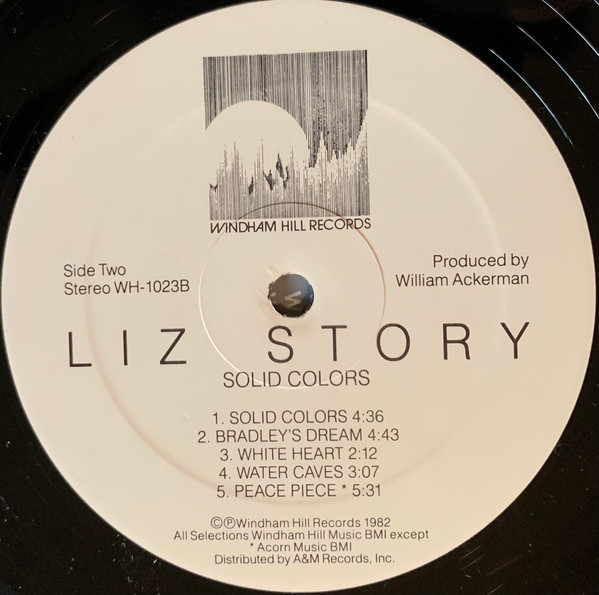 WINDHAM HILL RECORDS
Side Two
Stereo WH-1023B
Produced by
William Ackerman
LIZ STORY
SOLID COLORS
1. SOLID COLORS 4:36
2. BRADLEY'S DREAM 4:43
3. WHITE HEART 2:12
4. WATER CAVES 3:07
5. PEACE PIECE * 5:31
©℗Windham Hill Records 1982
All Selections Windham Hill Music BMI except
* Acorn Music BMI
Distributed by A&M Records, Inc.